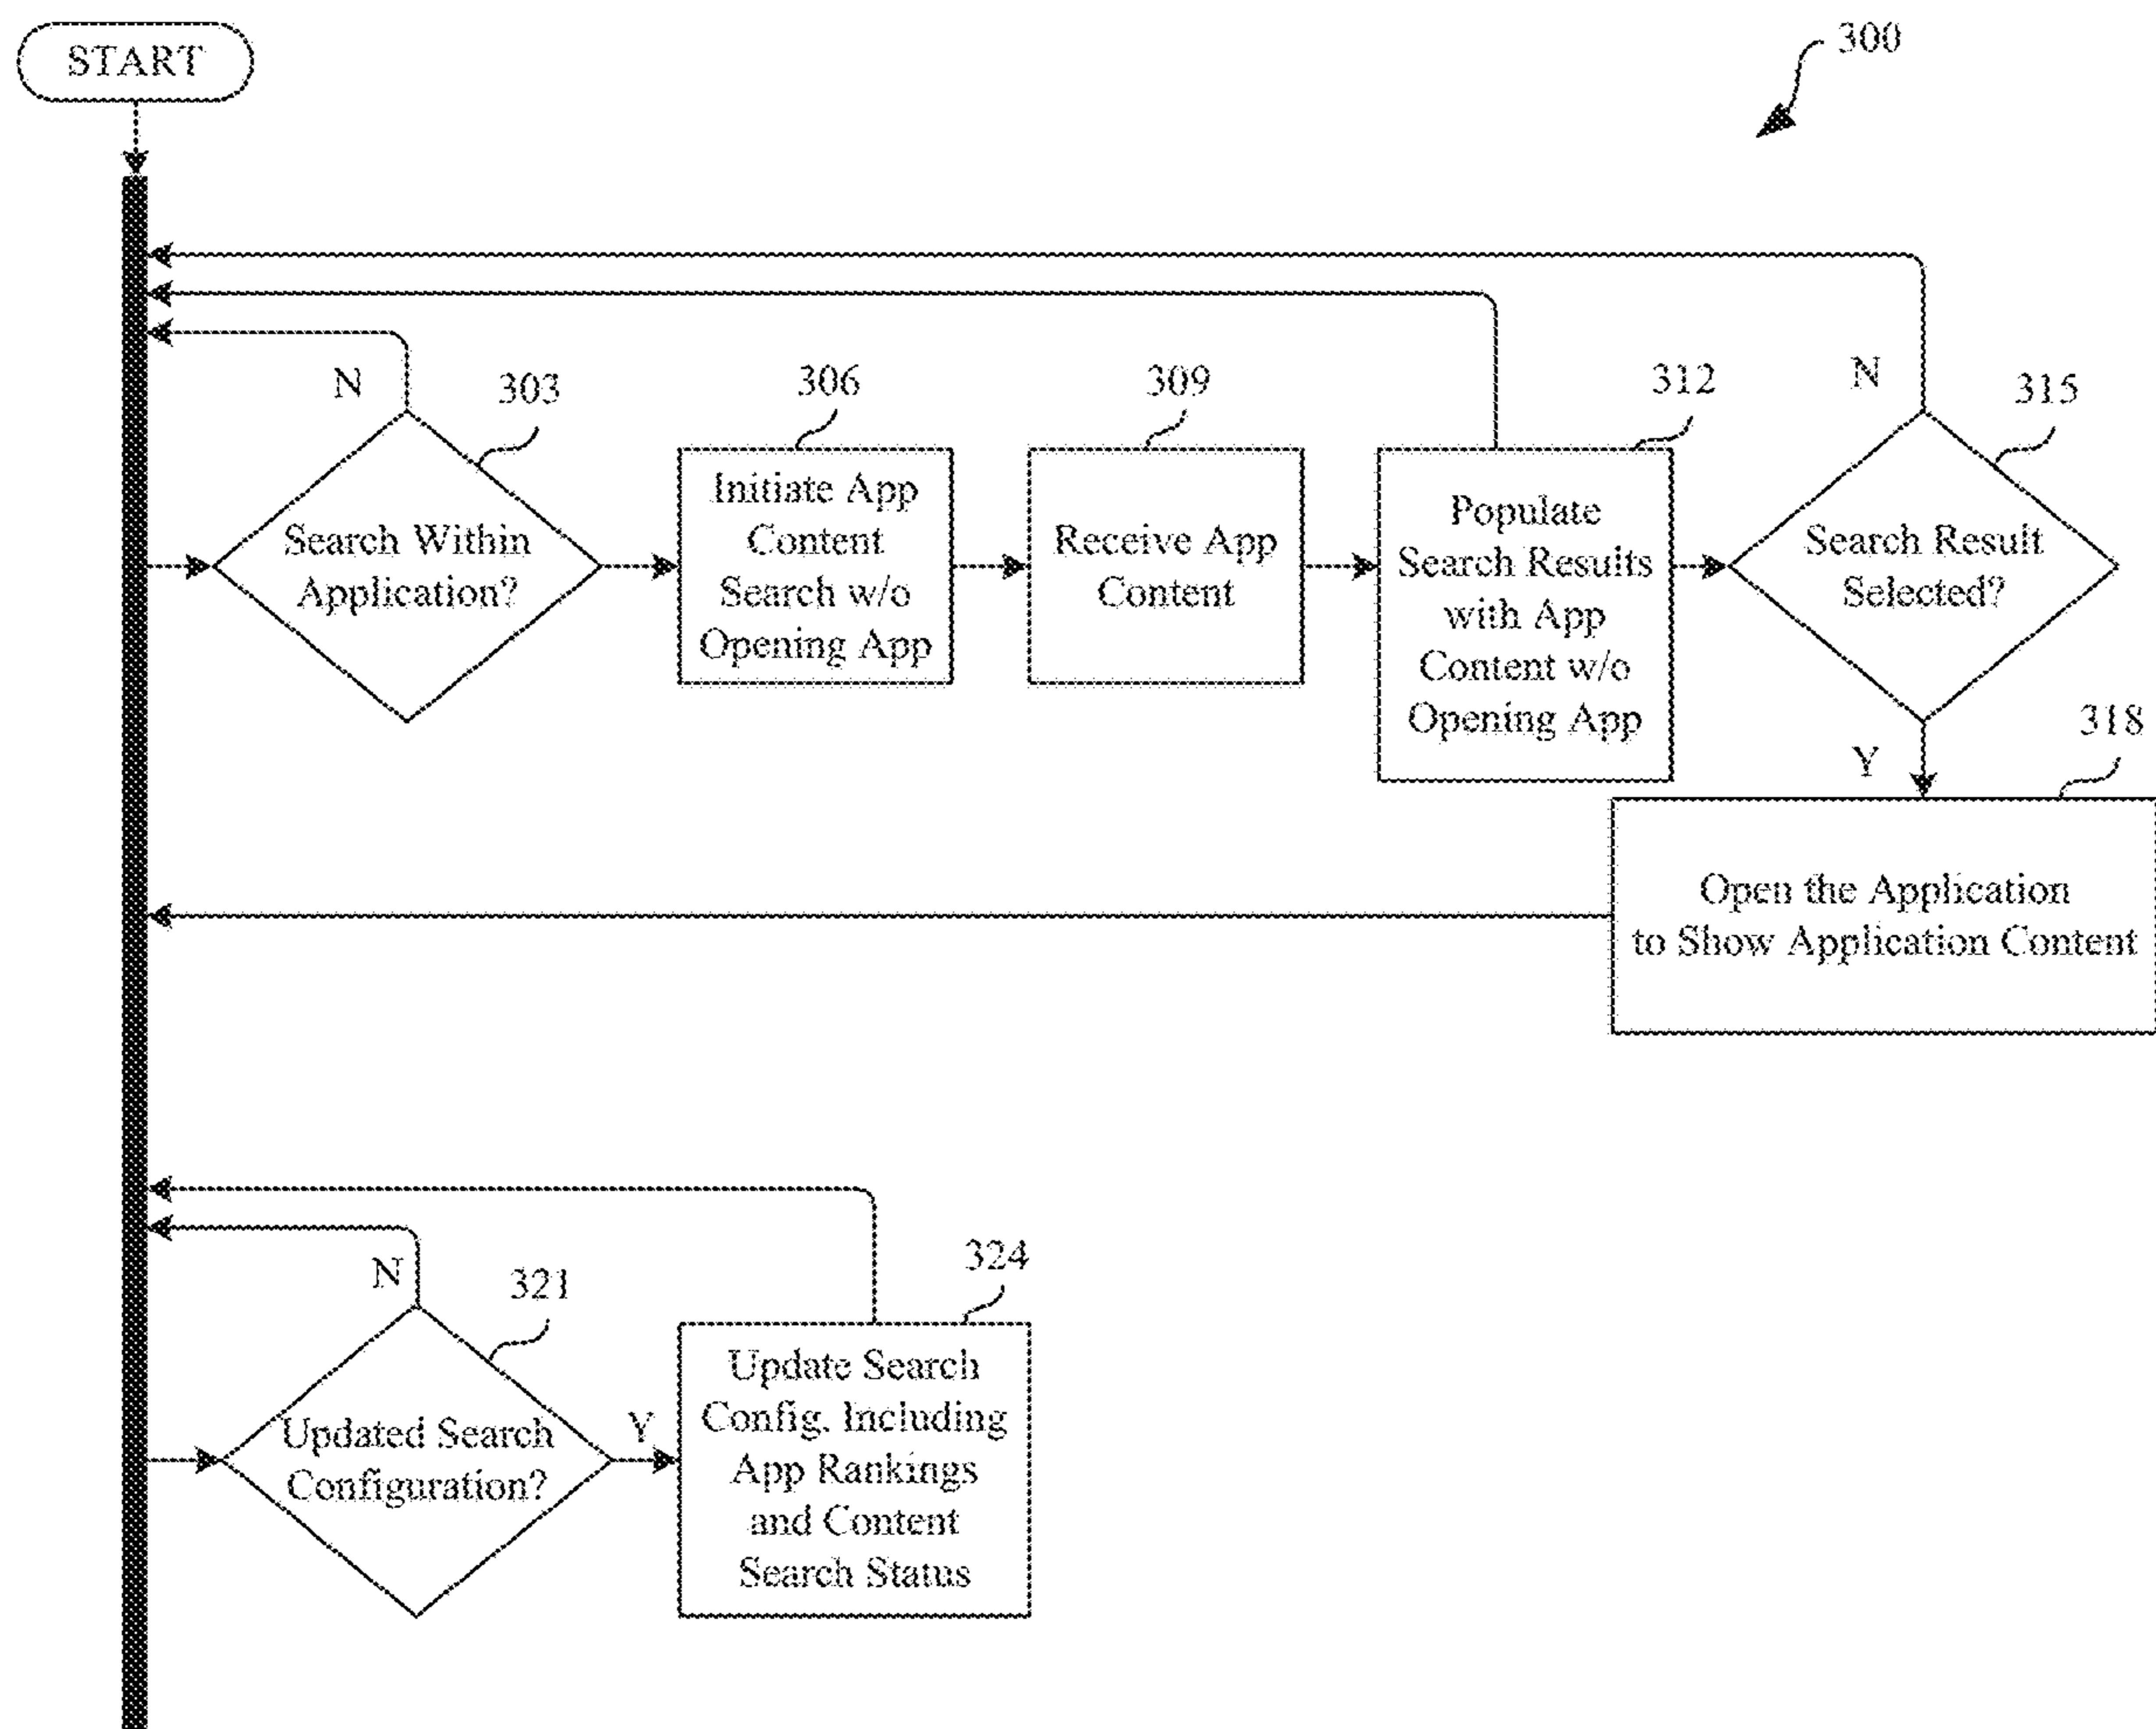 START
300
N
303
306
309
312
N
315
Search Within
Application?
Initiate App
Content
Search w/o
Opening App
Receive App
Content
Populate
Search Results
with App
Content w/o
Opening App
Search Result
Selected?
Y
318
Open the Application
to Show Application Content
N
321
324
Updated Search
Configuration?
Y
Update Search
Config. Including
App Rankings
and Content
Search Status